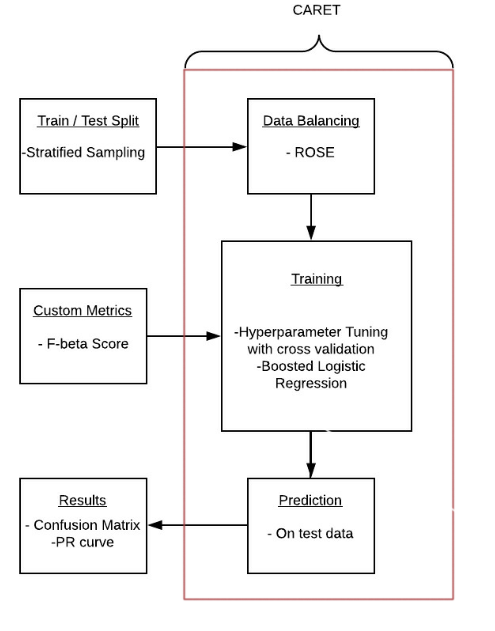 CARET
Train / Test Split
-Stratified Sampling
Data Balancing
- ROSE
Custom Metrics
- F-beta Score
Training
-Hyperparameter Tuning
with cross validation
-Boosted Logistic
Regression
Results
- Confusion Matrix
-PR curve
Prediction
- On test data